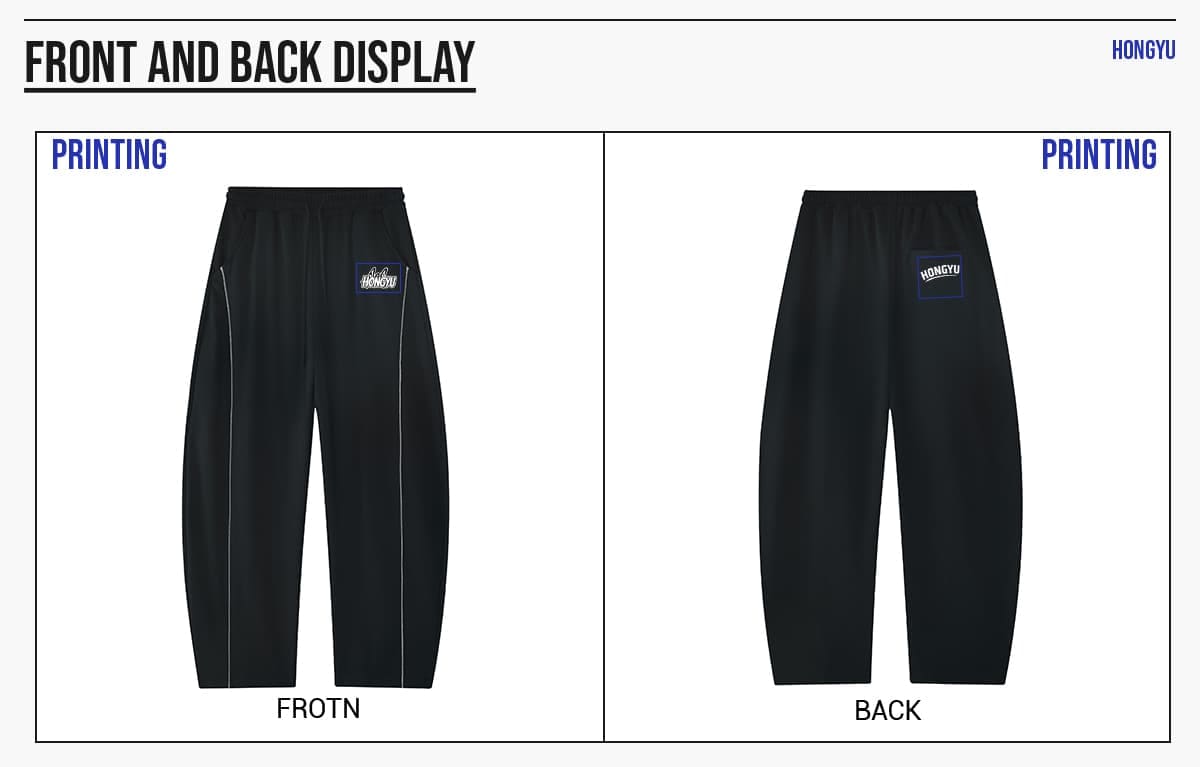 FRONT AND BACK DISPLAY
HONGYU
PRINTING
PRINTING
HONGYU
HONGYU
FROTN
BACK